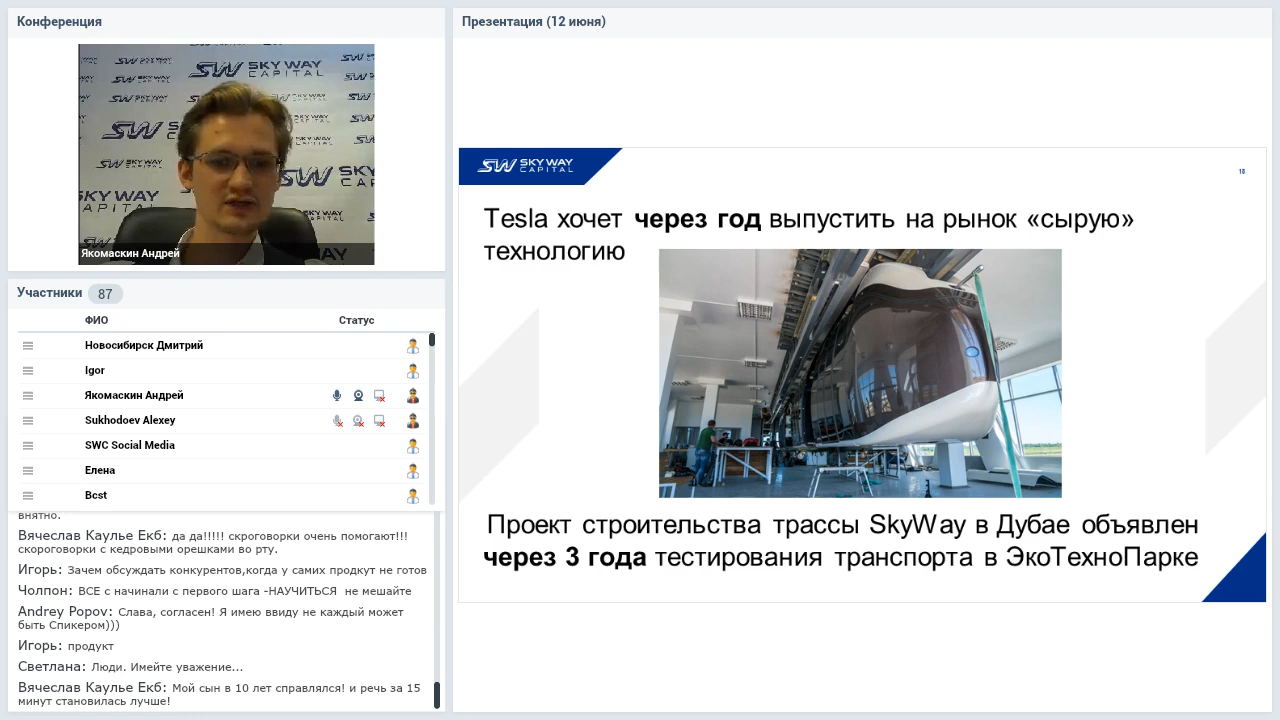 Конференция
SKY WAY
CAPITAL
SKY WAY
CAPITAL
Якомаскин Андрей
Участники 87
ФИО Статус
Новосибирск Дмитрий
Igor
Якомаскин Андрей
Sukhodoev Alexey
SWC Social Media
Елена
Bcst
внятно.
Вячеслав Каулье Екб: да да!!!!! скроговорки очень помогают!!!
скороговорки с кедровыми орешками во рту.
Игорь: Зачем обсуждать конкурентов,когда у самих продкут не готов
Чолпон: ВСЕ с начинали с первого шага -НАУЧИТЬСЯ не мешайте
Andrey Popov: Слава, согласен! Я имею ввиду не каждый может
быть Спикером)))
Игорь: продукт
Светлана: Люди. Имейте уважение...
Вячеслав Каулье Екб: Мой сын в 10 лет справлялся! и речь за 15
минут становилась лучше!
Презентация (12 июня)
SW SKY WAY
CAPITAL
18
Tesla хочет через год выпустить на рынок «сырую»
технологию
Проект строительства трассы SkyWay в Дубае объявлен
через 3 года тестирования транспорта в ЭкоТехноПарке